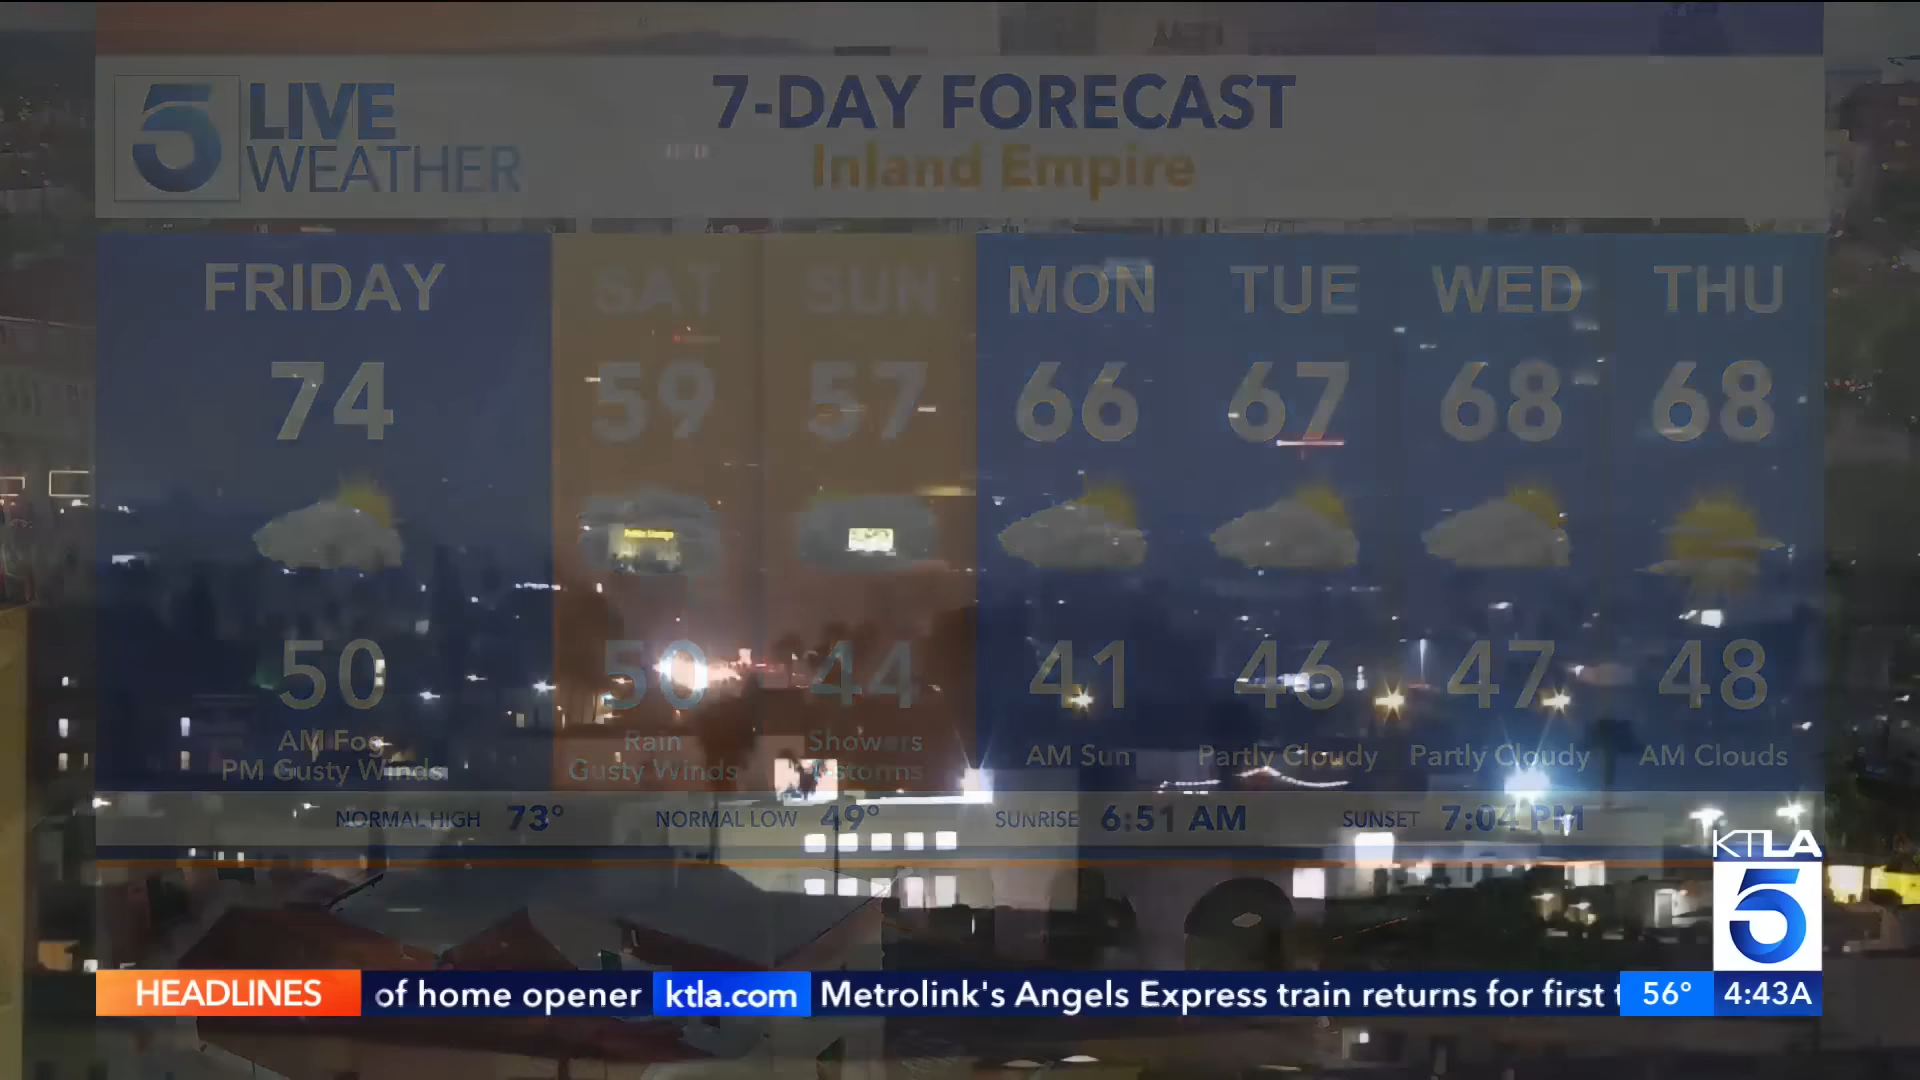 5 LIVE
WEATHER
7-DAY FORECAST
Inland Empire
FRIDAY SAT SUN MON TUE WED THU
74 59 57 66 67 68 68
50 50 44 41 46 47 48
AM Fog
PM Gusty Winds
Rain
Gusty Winds
Showers
T-storms
AM Sun
Partly Cloudy
Partly Cloudy
AM Clouds
NORMAL HIGH 73° NORMAL LOW 49° SUNRISE 6:51 AM SUNSET 7:04 PM
KTLA
5
HEADLINES of home opener ktla.com Metrolink's Angels Express train returns for first 56° 4:43A